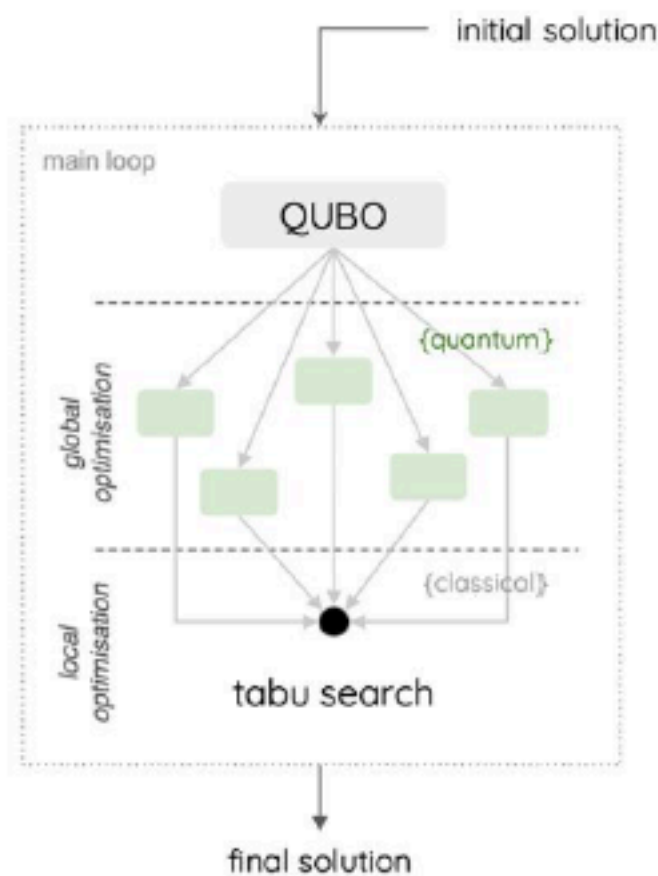 initial solution
main loop
QUBO
{quantum}
global
optimisation
{classical}
local
optimisation
tabu search
final solution